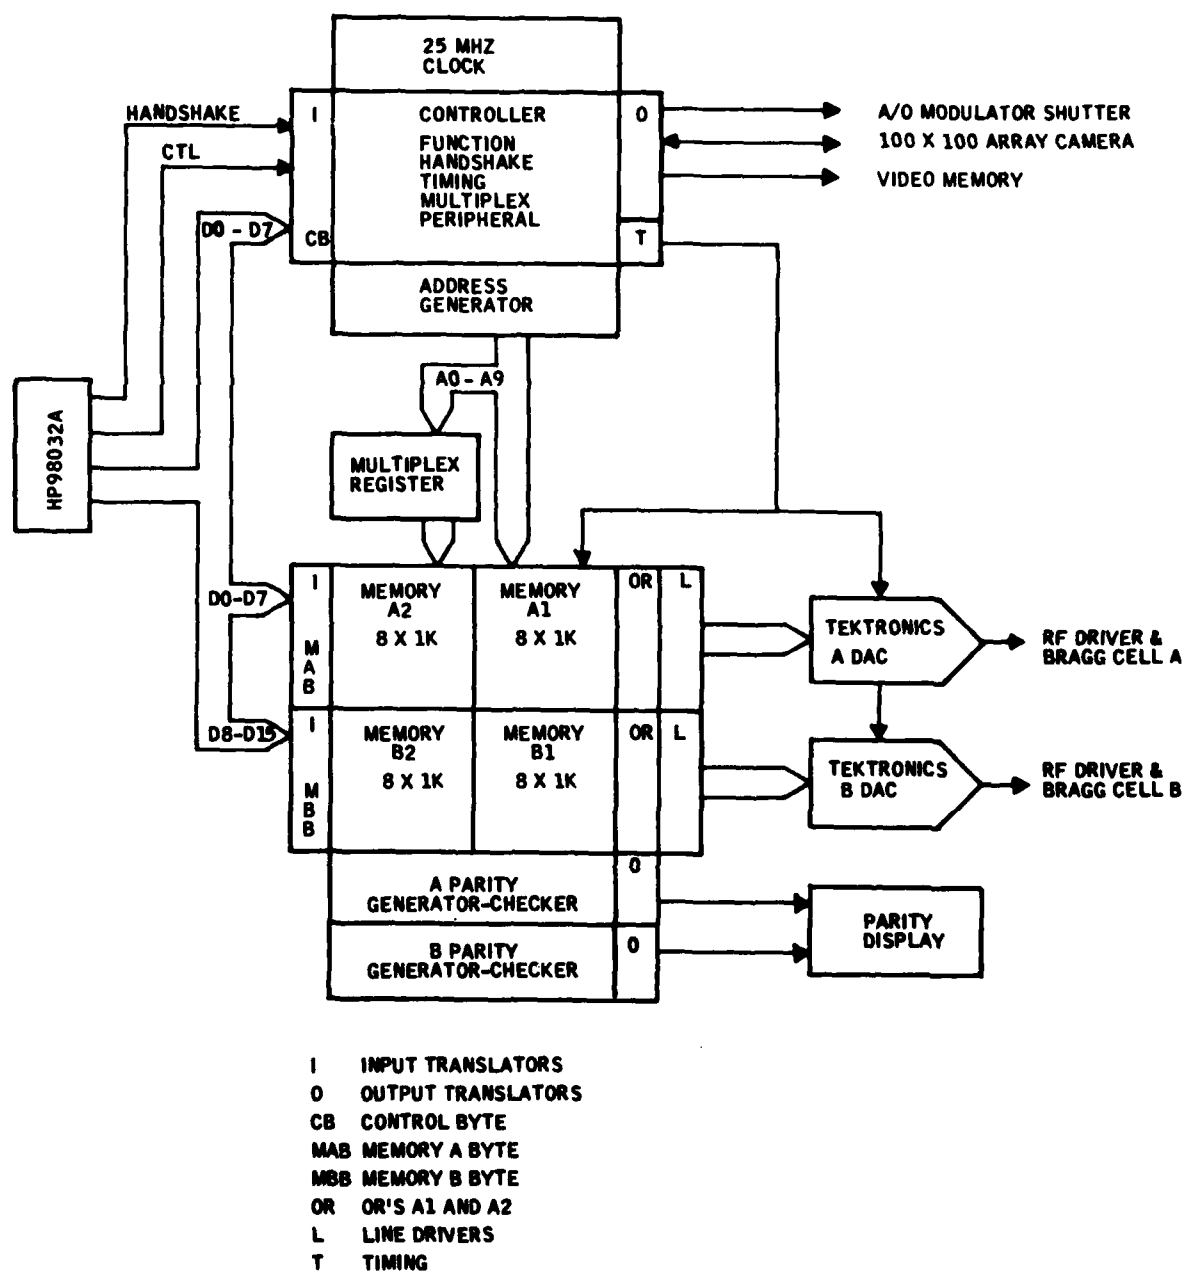 25 MHZ
CLOCK
HANDSHAKE
I
CONTROLLER
O
A/O MODULATOR SHUTTER
CTL
FUNCTION
HANDSHAKE
TIMING
MULTIPLEX
PERIPHERAL
100 X 100 ARRAY CAMERA
VIDEO MEMORY
D0 - D7
CB
T
ADDRESS
GENERATOR
A0 - A9
HP98032A
MULTIPLEX
REGISTER
D0-D7
I
MAB
MEMORY
A2
8 X 1K
MEMORY
A1
8 X 1K
OR
L
TEKTRONICS
A DAC
RF DRIVER &
BRAGG CELL A
D8-D15
I
MBB
MEMORY
B2
8 X 1K
MEMORY
B1
8 X 1K
OR
L
TEKTRONICS
B DAC
RF DRIVER &
BRAGG CELL B
A PARITY
GENERATOR-CHECKER
O
B PARITY
GENERATOR-CHECKER
O
PARITY
DISPLAY
I INPUT TRANSLATORS
O OUTPUT TRANSLATORS
CB CONTROL BYTE
MAB MEMORY A BYTE
MBB MEMORY B BYTE
OR OR'S A1 AND A2
L LINE DRIVERS
T TIMING